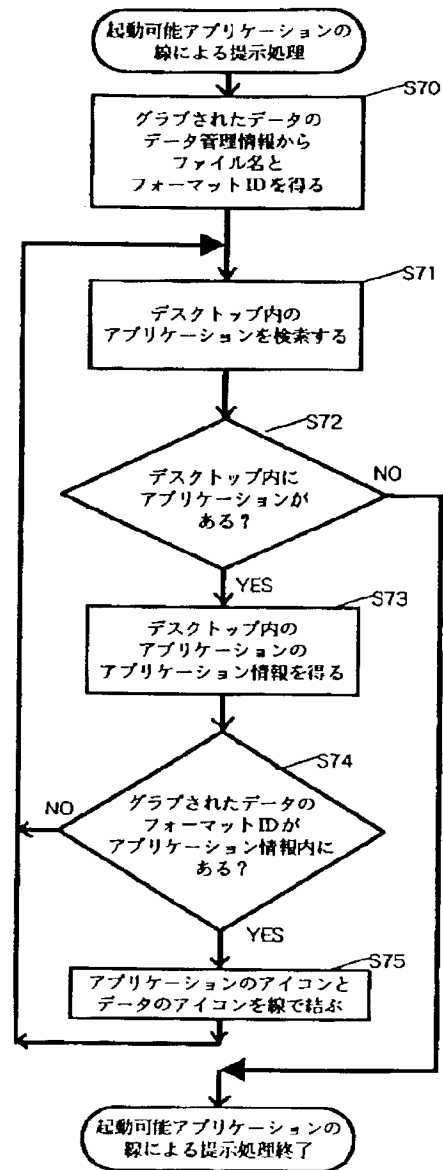 起動可能アプリケーションの
線による提示処理
S70
グラブされたデータの
データ管理情報から
ファイル名と
フォーマットIDを得る
S71
デスクトップ内の
アプリケーションを検索する
S72
デスクトップ内に
アプリケーションが
ある?
NO
YES
S73
デスクトップ内の
アプリケーションの
アプリケーション情報を得る
S74
NO
グラブされたデータの
フォーマットIDが
アプリケーション情報内に
ある?
YES
S75
アプリケーションのアイコンと
データのアイコンを線で結ぶ
起動可能アプリケーションの
線による提示処理終了